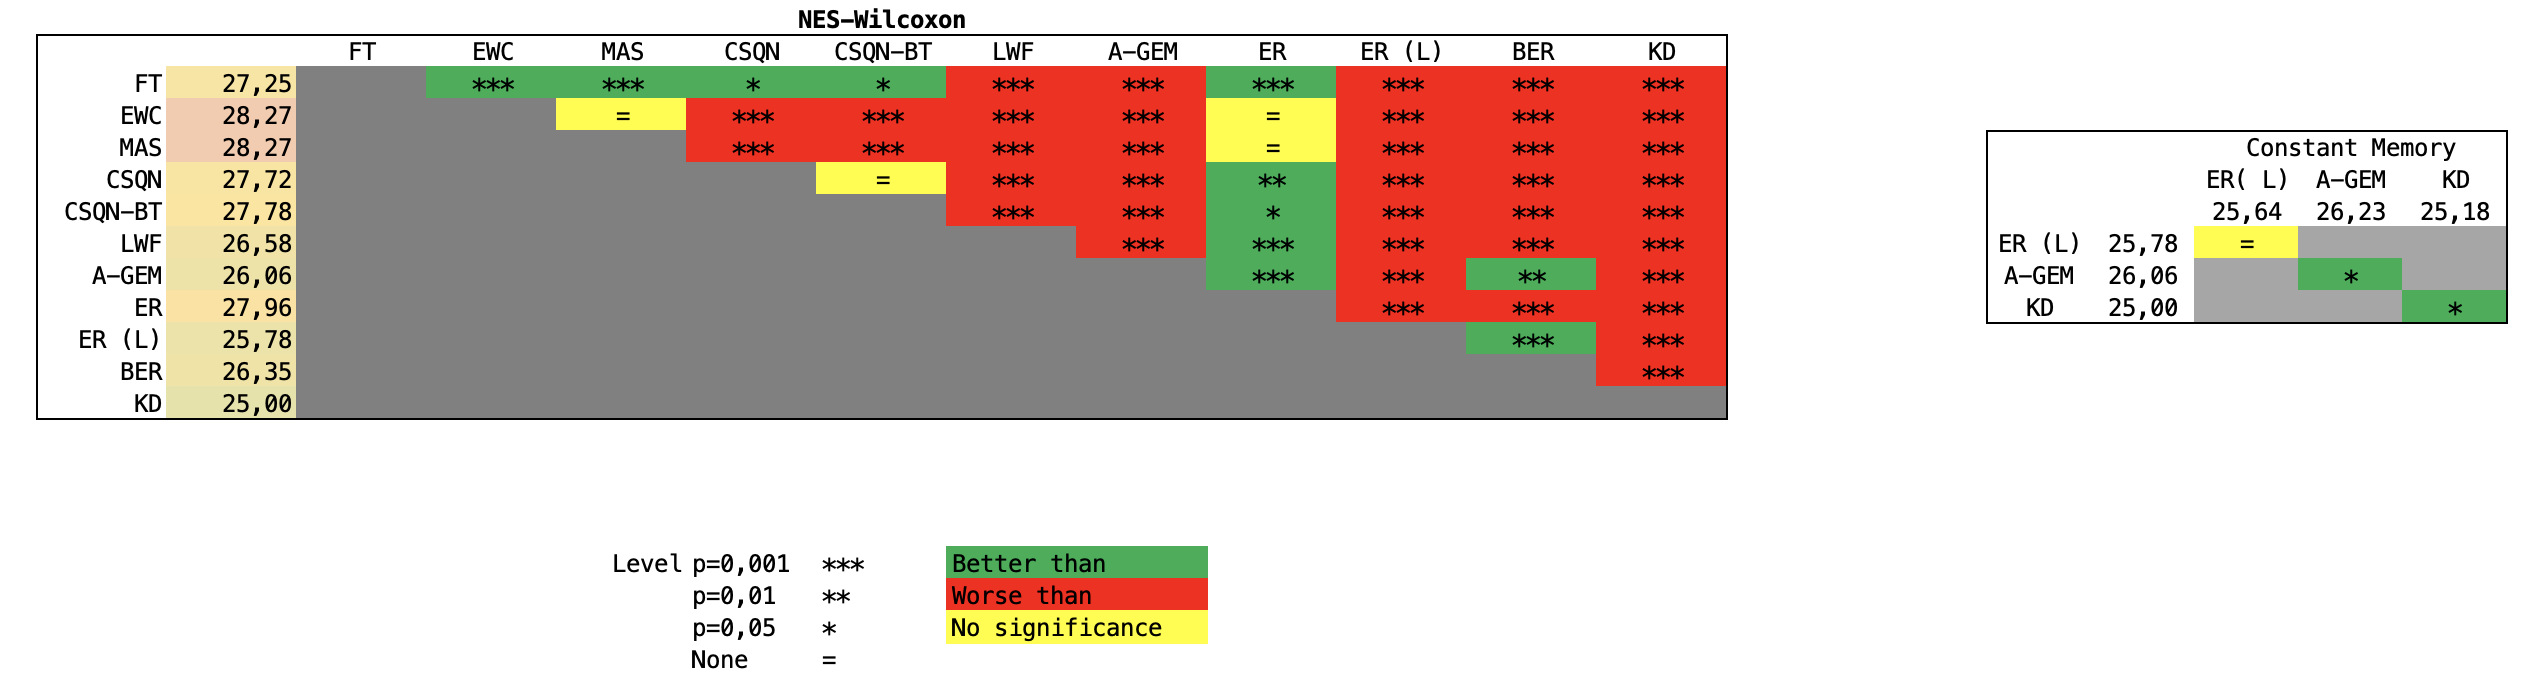 NES-Wilcoxon
FT EWC MAS CSQN CSQN-BT LWF A-GEM ER ER (L) BER KD
FT 27,25 *** *** * * *** *** *** *** *** ***
EWC 28,27 = *** *** *** *** = *** *** ***
MAS 28,27 *** *** *** *** = *** *** ***
CSQN 27,72 = *** *** ** *** *** ***
CSQN-BT 27,78 *** *** * *** *** ***
LWF 26,58 *** *** *** *** ***
A-GEM 26,06 *** *** ** ***
ER 27,96 *** *** ***
ER (L) 25,78 *** ***
BER 26,35 ***
KD 25,00
Constant Memory
ER( L) A-GEM KD
25,64 26,23 25,18
ER (L) 25,78 =
A-GEM 26,06 *
KD 25,00 *
Level p=0,001 *** Better than
p=0,01 ** Worse than
p=0,05 * No significance
None =